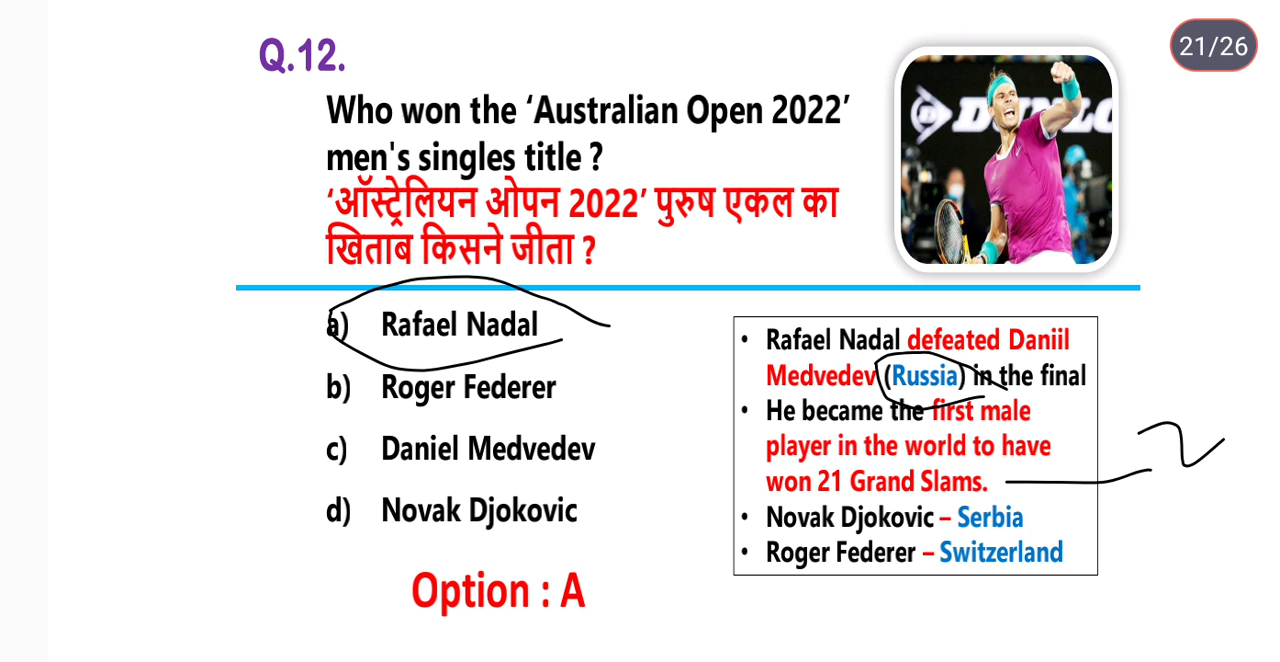 21/26
Q.12.
Who won the ‘Australian Open 2022’
men's singles title ?
‘ऑस्ट्रेलियन ओपन 2022’ पुरुष एकल का
खिताब किसने जीता ?
a) Rafael Nadal
b) Roger Federer
c) Daniel Medvedev
d) Novak Djokovic
Option : A
• Rafael Nadal defeated Daniil
Medvedev (Russia) in the final
• He became the first male
player in the world to have
won 21 Grand Slams.
• Novak Djokovic – Serbia
• Roger Federer – Switzerland